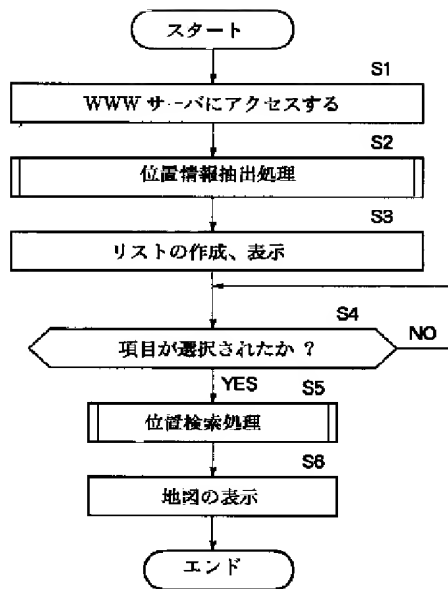 スタート
S1
WWW サーバにアクセスする
S2
位置情報抽出処理
S3
リストの作成、表示
S4
項目が選択されたか ?
NO
YES
S5
位置検索処理
S6
地図の表示
エンド